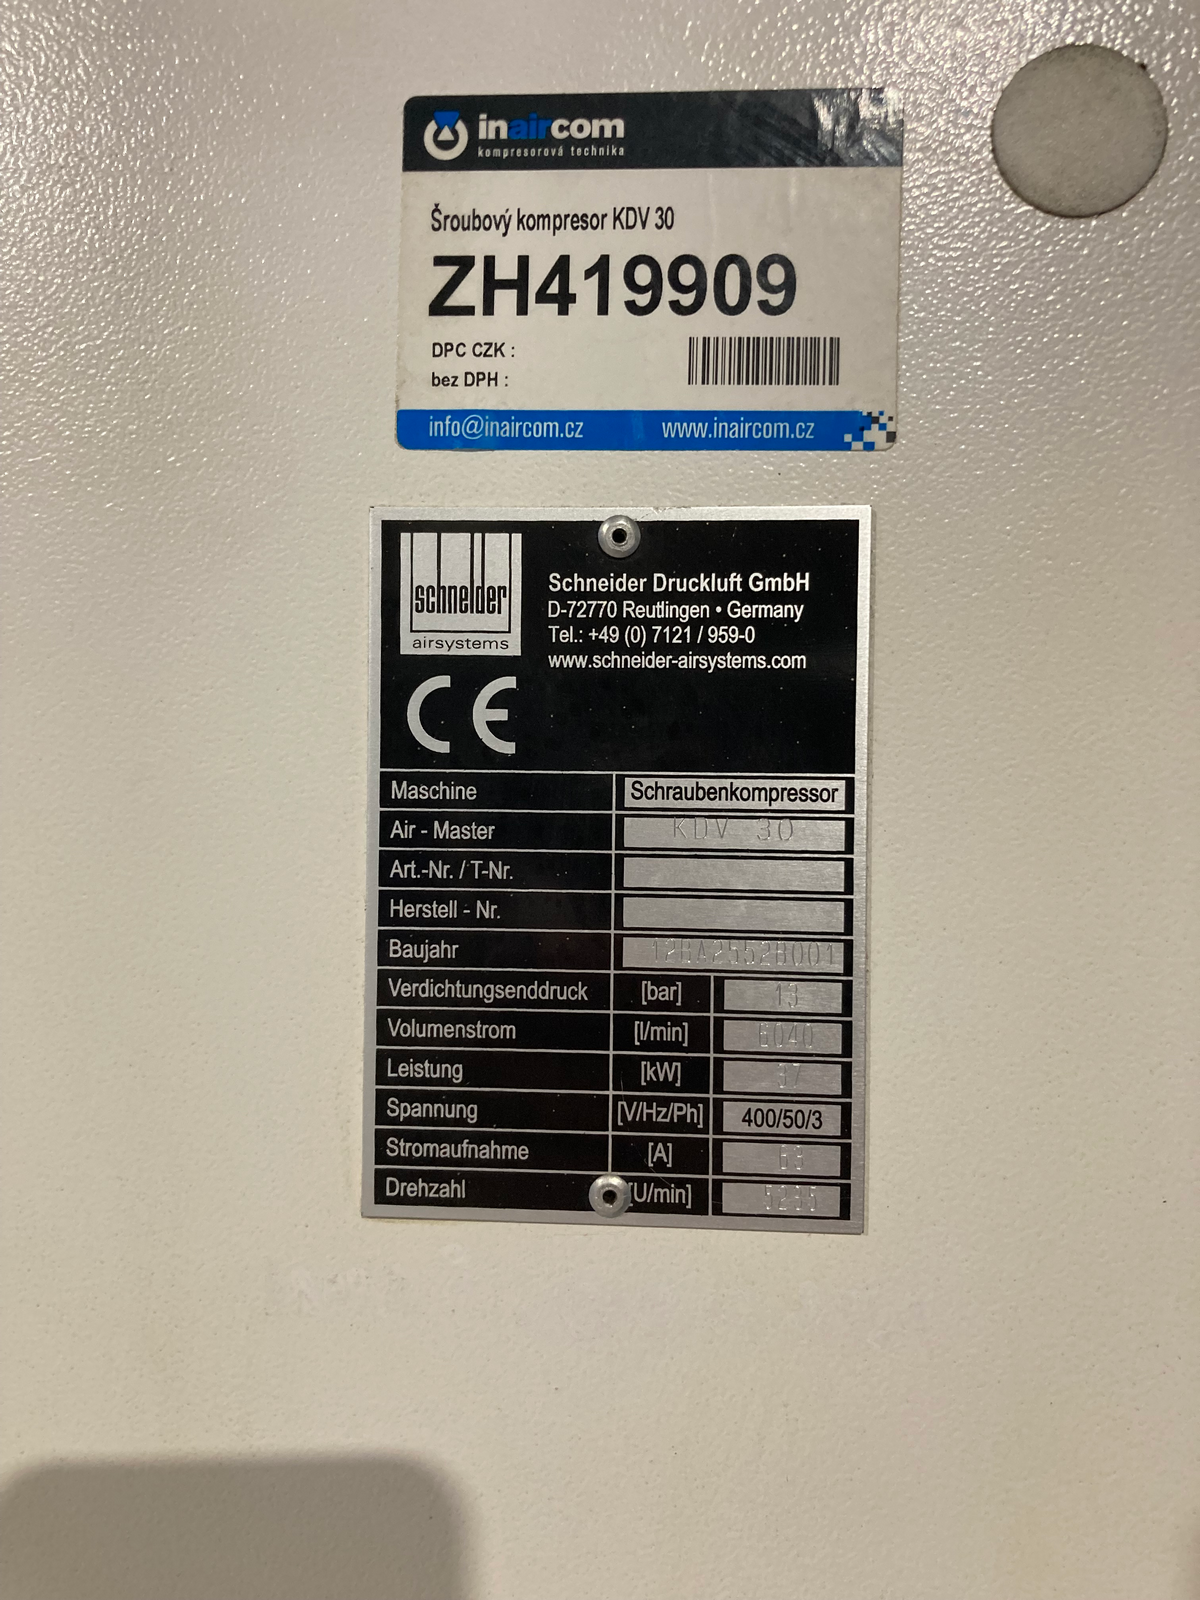 inaircom
kompresorová technika
Šroubový kompresor KDV 30
ZH419909
DPC CZK :
bez DPH :
info@inaircom.cz www.inaircom.cz
schneider
airsystems
Schneider Druckluft GmbH
D-72770 Reutlingen • Germany
Tel.: +49 (0) 7121 / 959-0
www.schneider-airsystems.com
CE
Maschine Schraubenkompressor
Air - Master KDV 30
Art.-Nr. / T-Nr.
Herstell - Nr.
Baujahr
Verdichtungsenddruck [bar] 13
Volumenstrom [l/min]
Leistung [kW]
Spannung [V/Hz/Ph] 400/50/3
Stromaufnahme [A]
Drehzahl [U/min]